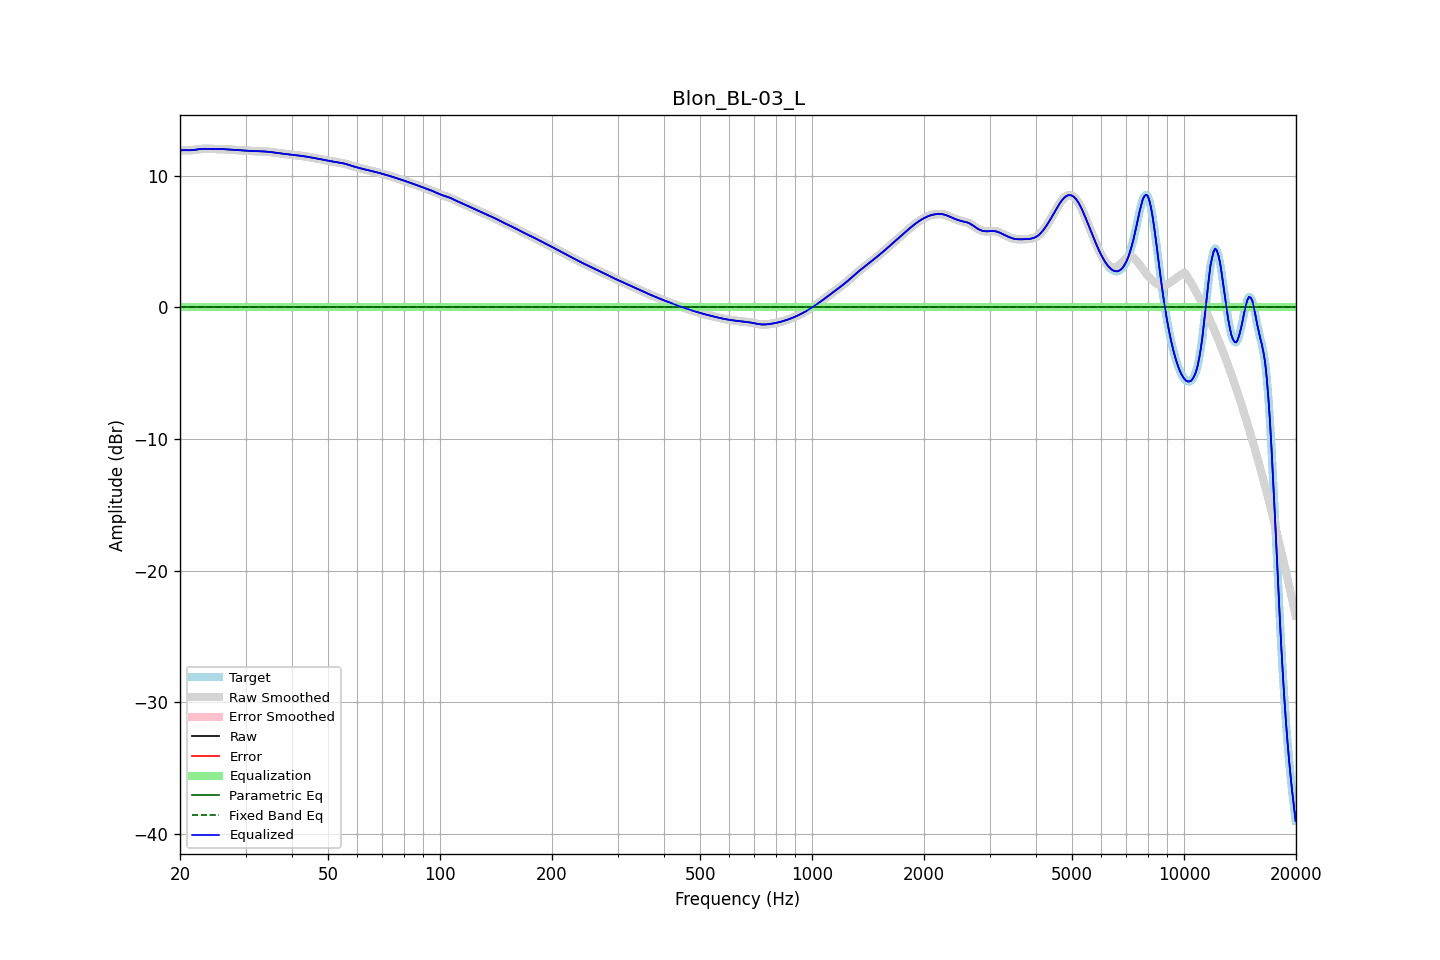 Blon_BL-03_L
Amplitude (dBr)
10
0
−10
−20
−30
−40
Target
Raw Smoothed
Error Smoothed
Raw
Error
Equalization
Parametric Eq
Fixed Band Eq
Equalized
20 50 100 200 500 1000 2000 5000 10000 20000
Frequency (Hz)